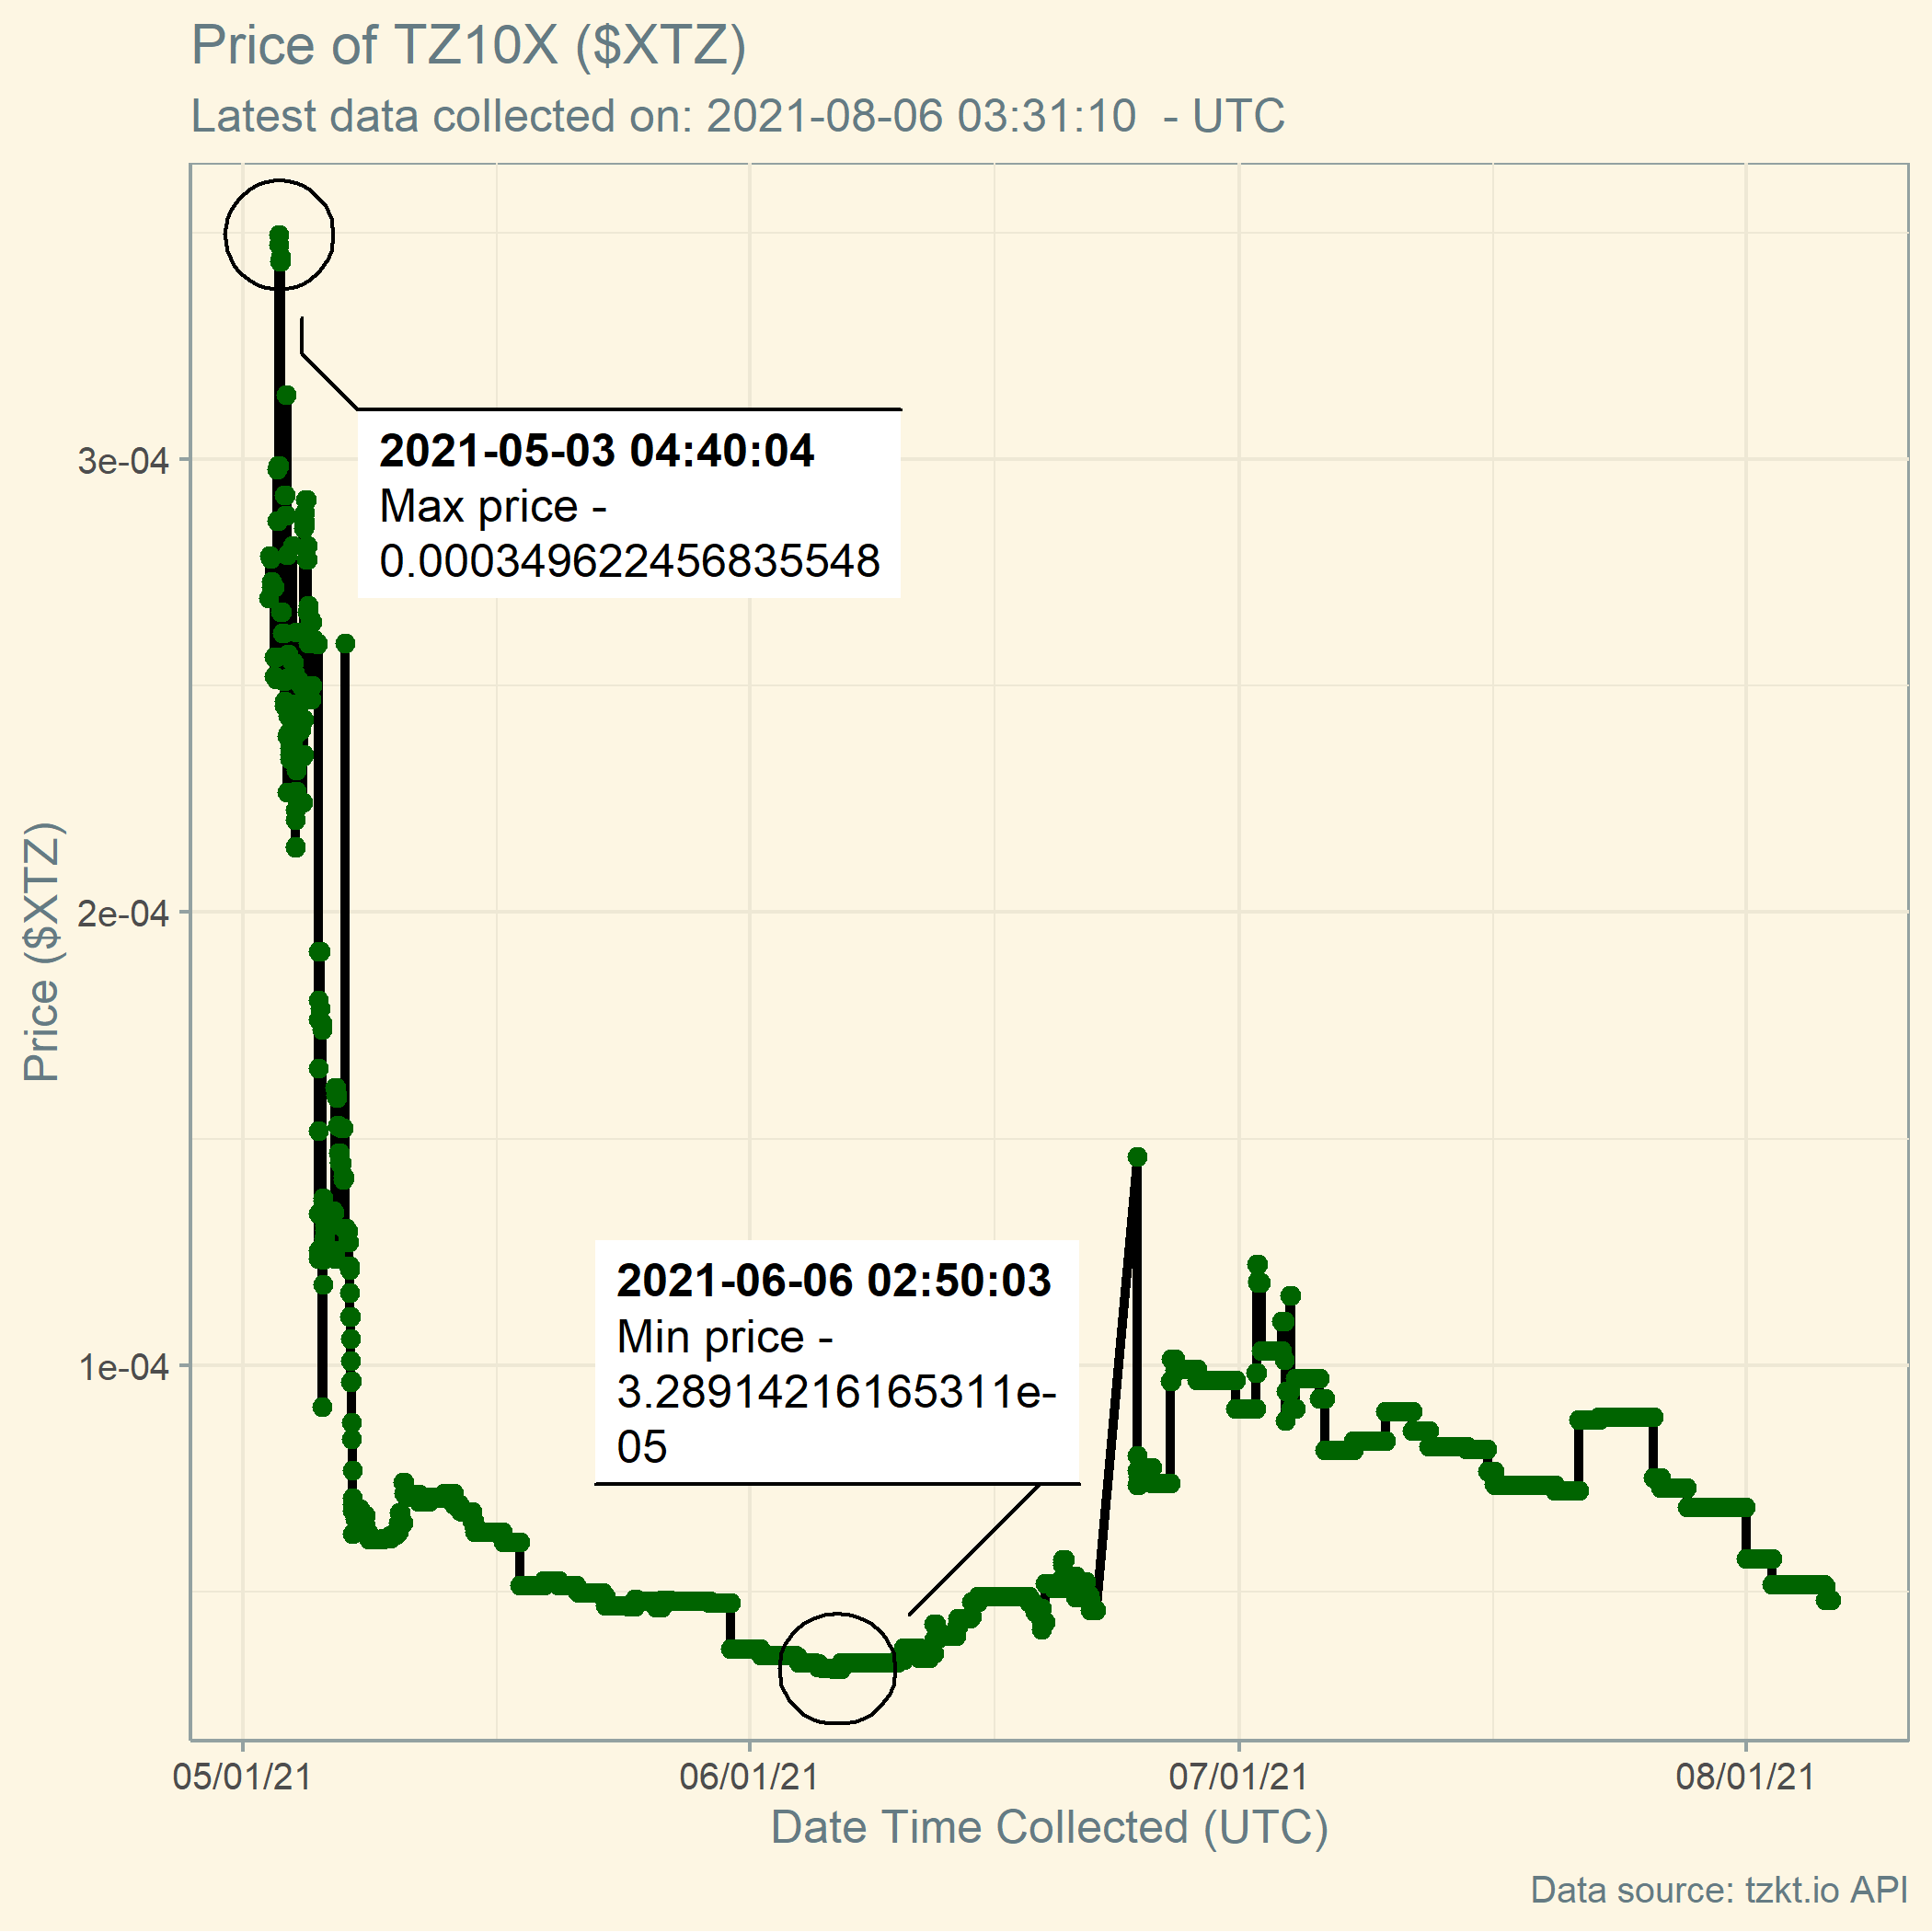 Price of TZ10X ($XTZ)
Latest data collected on: 2021-08-06 03:31:10  - UTC
2021-05-03 04:40:04
Max price -
0.000349622456835548
3e-04
2e-04
1e-04
Price ($XTZ)
2021-06-06 02:50:03
Min price -
3.28914216165311e-
05
05/01/21
06/01/21
07/01/21
08/01/21
Date Time Collected (UTC)
Data source: tzkt.io API